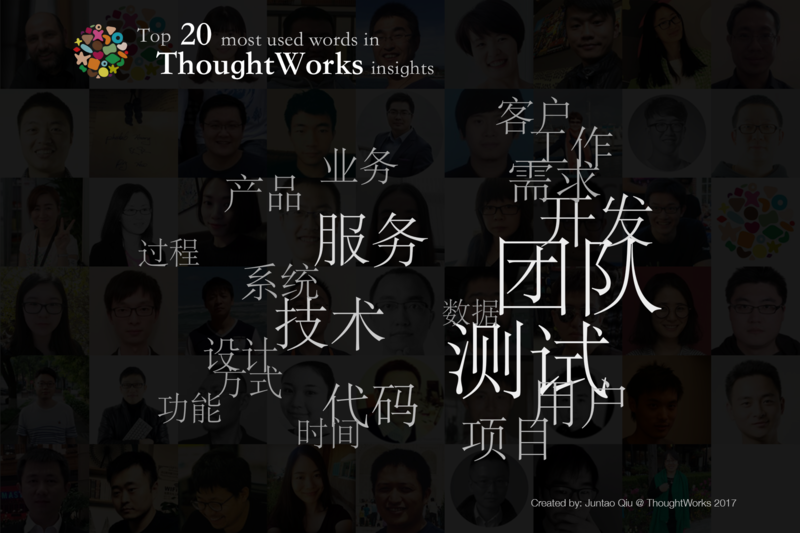 Top 20 most used words in
ThoughtWorks insights
客户
工作
业务
需求
产品
开发
服务
过程
团队
系统
数据
技术
测试
设计
方式
用户
功能
代码
时间
项目
Created by: Juntao Qiu @ ThoughtWorks 2017